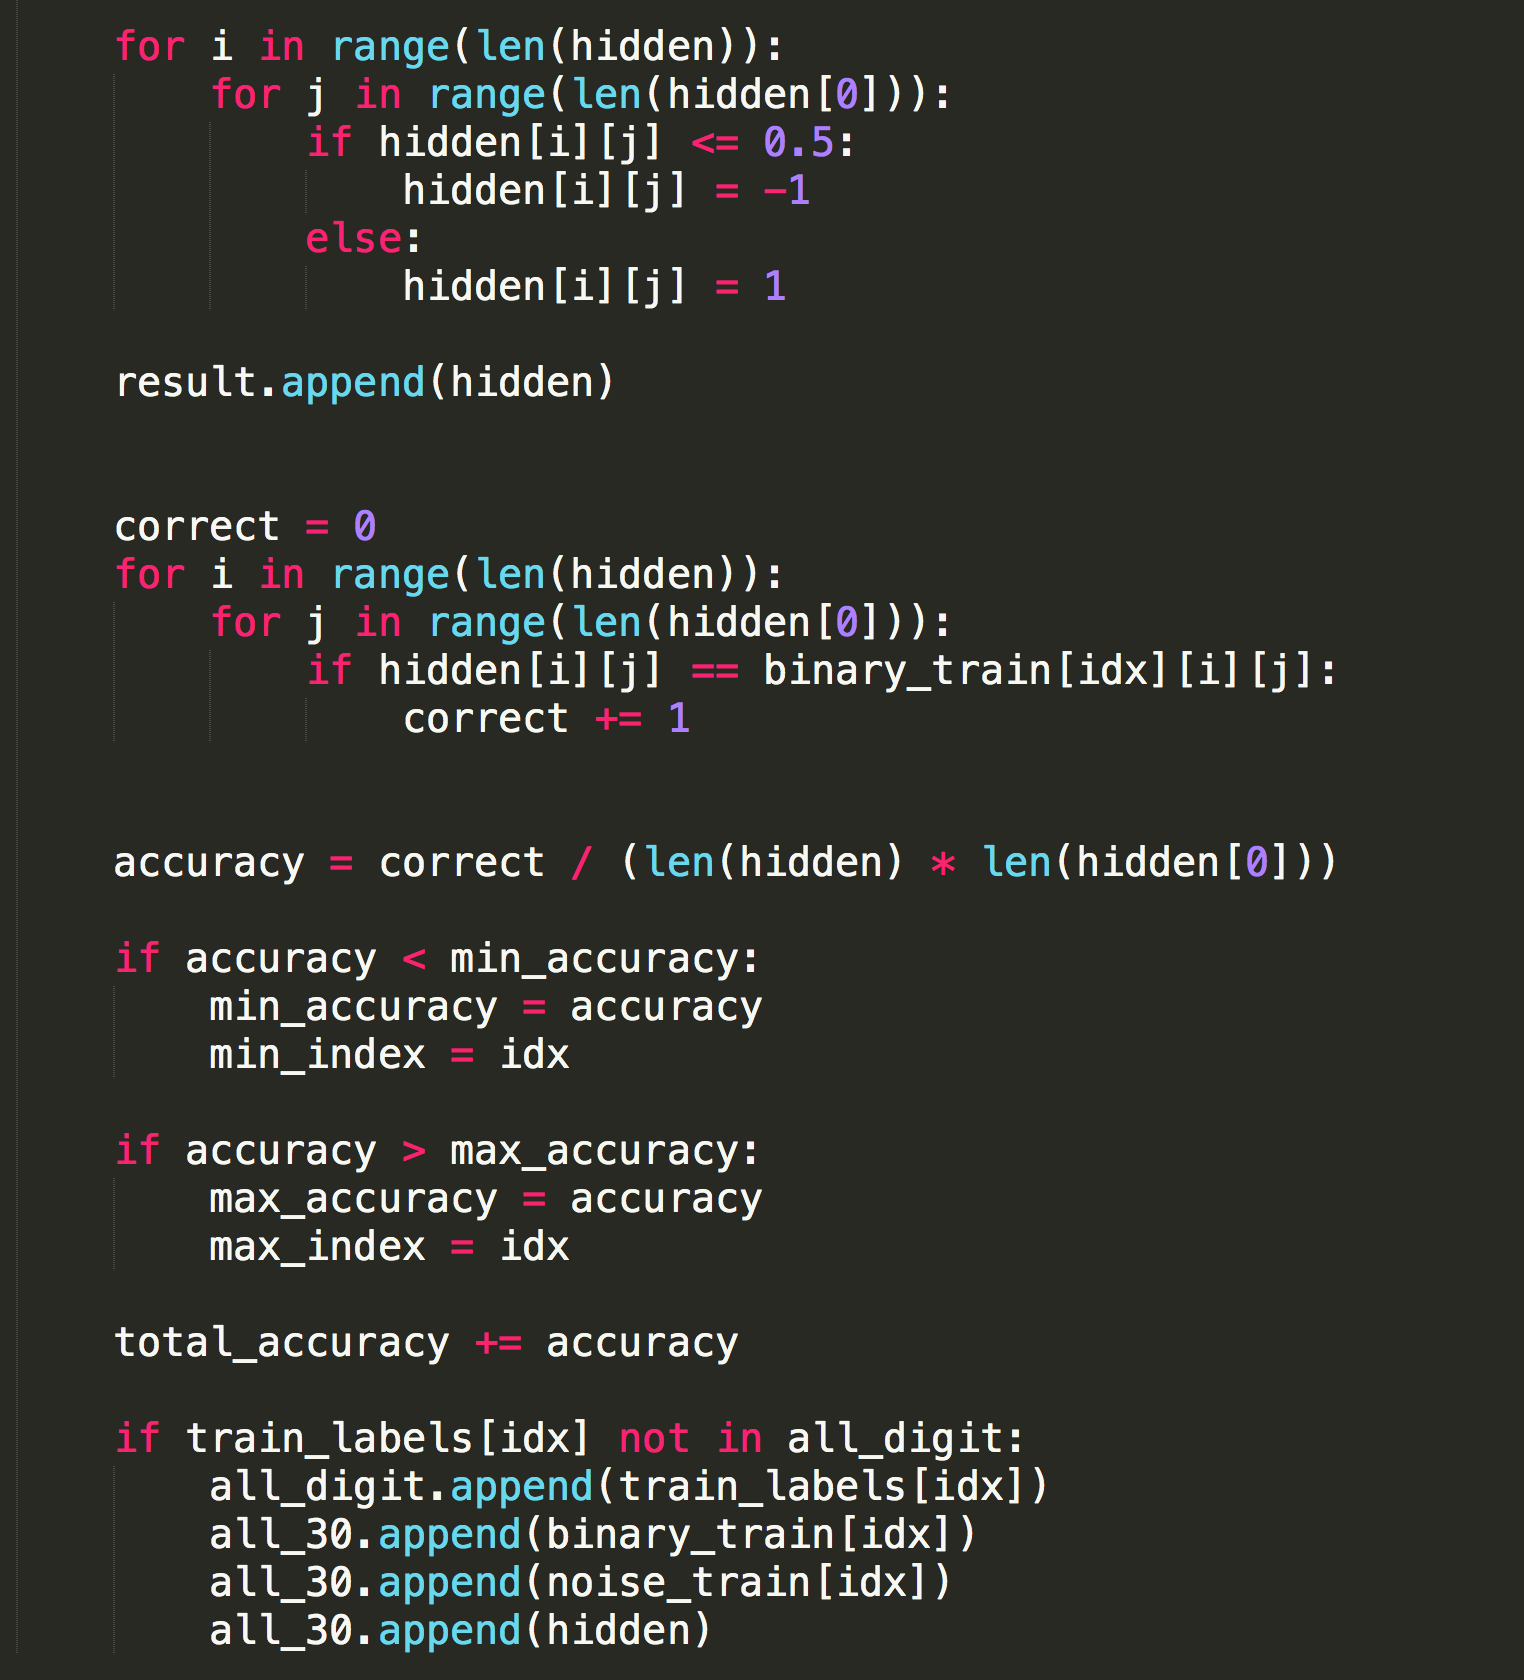 for i in range(len(hidden)):
    for j in range(len(hidden[0])):
        if hidden[i][j] <= 0.5:
            hidden[i][j] = -1
        else:
            hidden[i][j] = 1
result.append(hidden)
correct = 0
for i in range(len(hidden)):
    for j in range(len(hidden[0])):
        if hidden[i][j] == binary_train[idx][i][j]:
            correct += 1
accuracy = correct / (len(hidden) * len(hidden[0]))
if accuracy < min_accuracy:
    min_accuracy = accuracy
    min_index = idx
if accuracy > max_accuracy:
    max_accuracy = accuracy
    max_index = idx
total_accuracy += accuracy
if train_labels[idx] not in all_digit:
    all_digit.append(train_labels[idx])
    all_30.append(binary_train[idx])
    all_30.append(noise_train[idx])
    all_30.append(hidden)